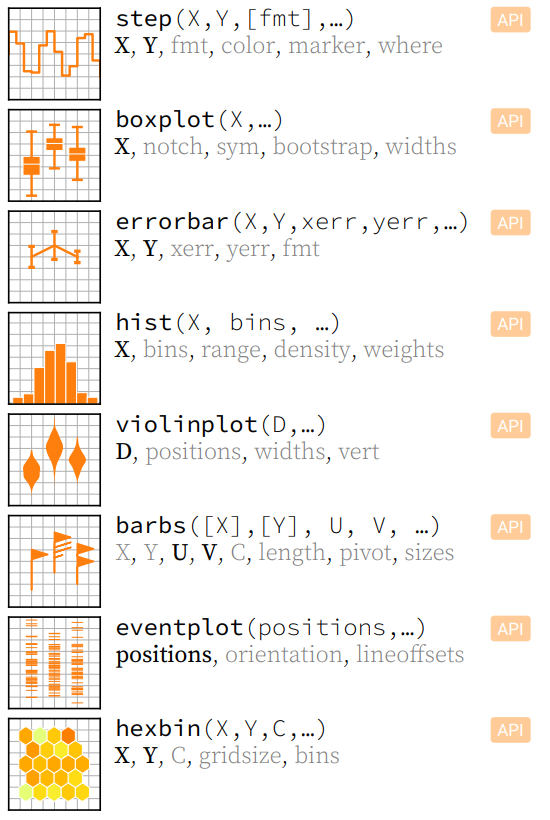 step(X,Y,[fmt],…) API
X, Y, fmt, color, marker, where
boxplot(X,…) API
X, notch, sym, bootstrap, widths
errorbar(X,Y,xerr,yerr,…) API
X, Y, xerr, yerr, fmt
hist(X, bins, …) API
X, bins, range, density, weights
violinplot(D,…) API
D, positions, widths, vert
barbs([X],[Y], U, V, …) API
X, Y, U, V, C, length, pivot, sizes
eventplot(positions,…) API
positions, orientation, lineoffsets
hexbin(X,Y,C,…) API
X, Y, C, gridsize, bins